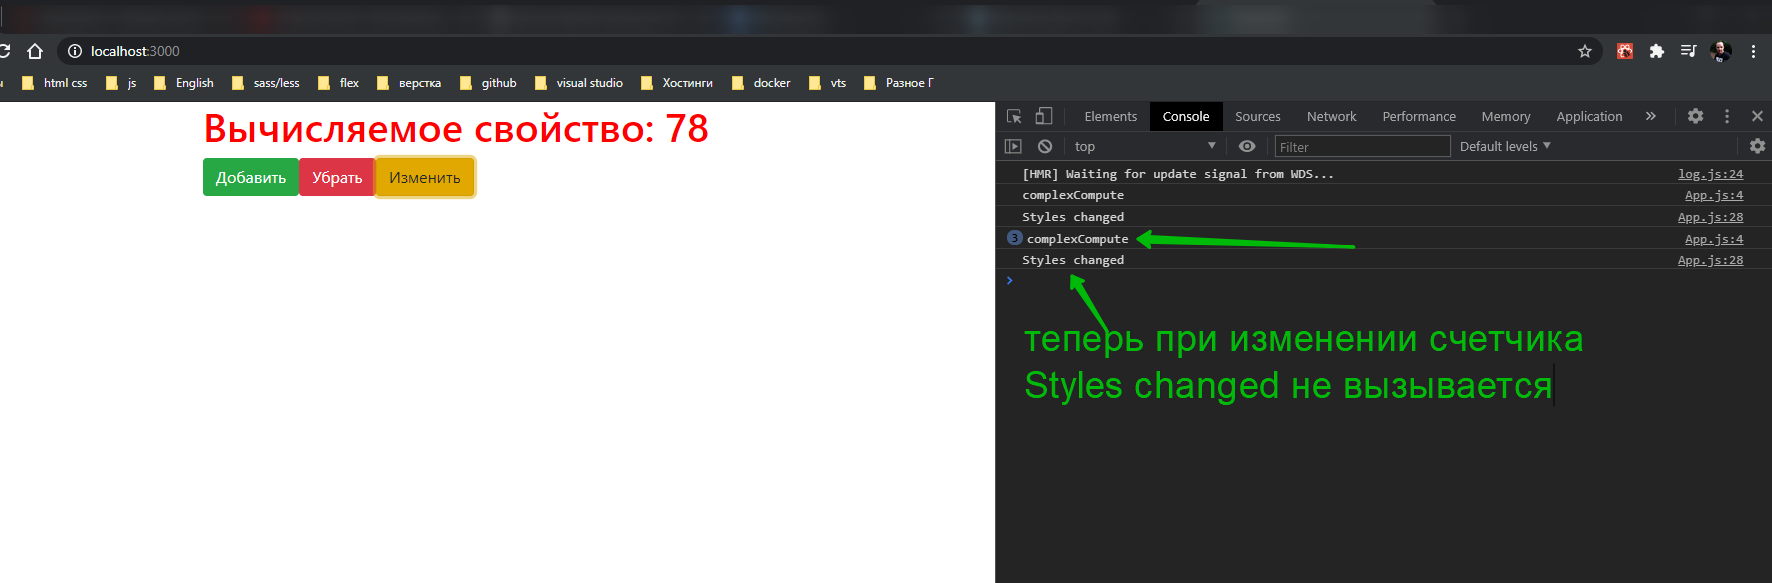 localhost:3000
html css js English sass/less flex верстка github visual studio Хостинги docker vts Разное Г
Вычисляемое свойство: 78
Добавить Убрать Изменить
Elements Console Sources Network Performance Memory Application »
top Filter Default levels
[HMR] Waiting for update signal from WDS... log.js:24
complexCompute App.js:4
Styles changed App.js:28
3 complexCompute App.js:4
Styles changed App.js:28
теперь при изменении счетчика
Styles changed не вызывается